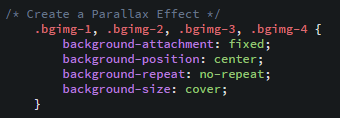 /* Create a Parallax Effect */
.bgimg-1, .bgimg-2, .bgimg-3, .bgimg-4 {
background-attachment: fixed;
background-position: center;
background-repeat: no-repeat;
background-size: cover;
}